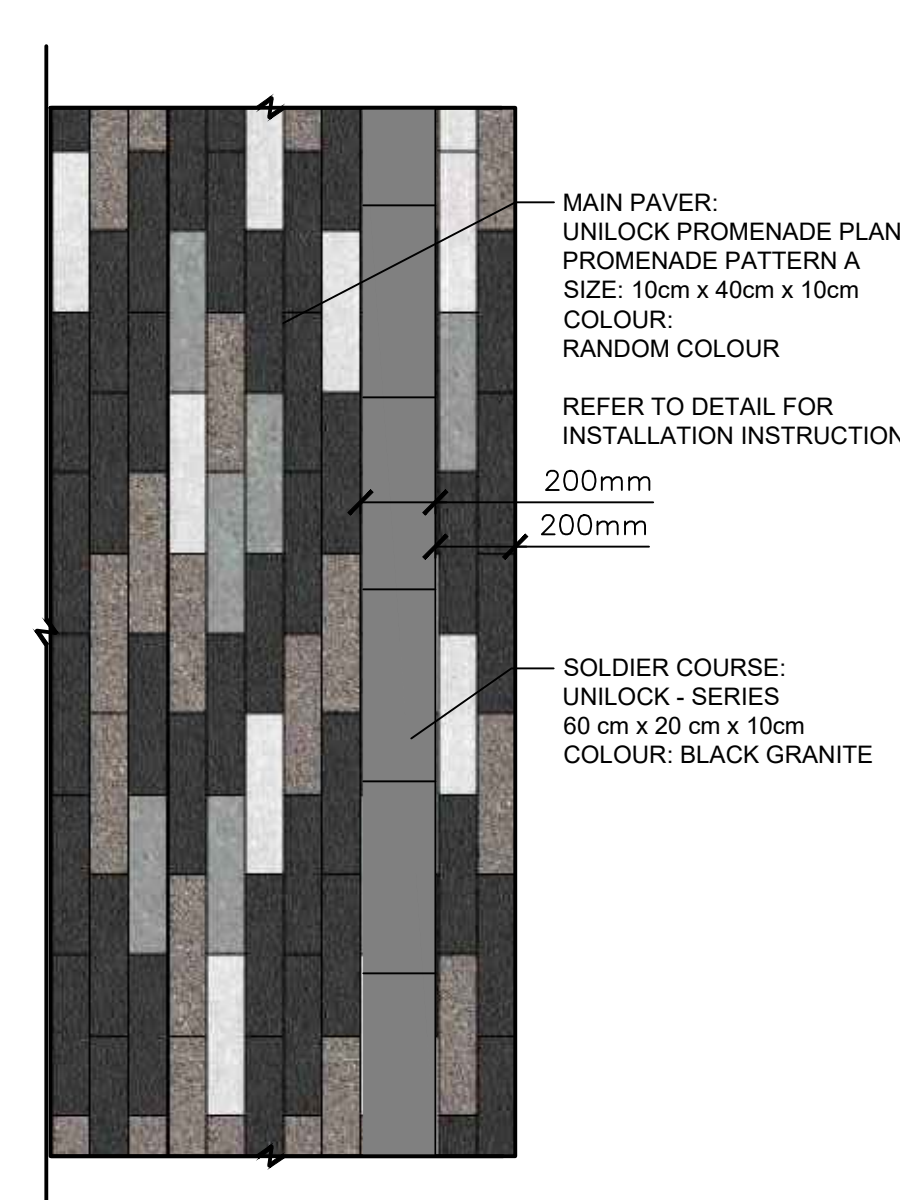 MAIN PAVER:
UNILOCK PROMENADE PLAN
PROMENADE PATTERN A
SIZE: 10cm x 40cm x 10cm
COLOUR:
RANDOM COLOUR
REFER TO DETAIL FOR
INSTALLATION INSTRUCTION
200mm
200mm
SOLDIER COURSE:
UNILOCK - SERIES
60 cm x 20 cm x 10cm
COLOUR: BLACK GRANITE